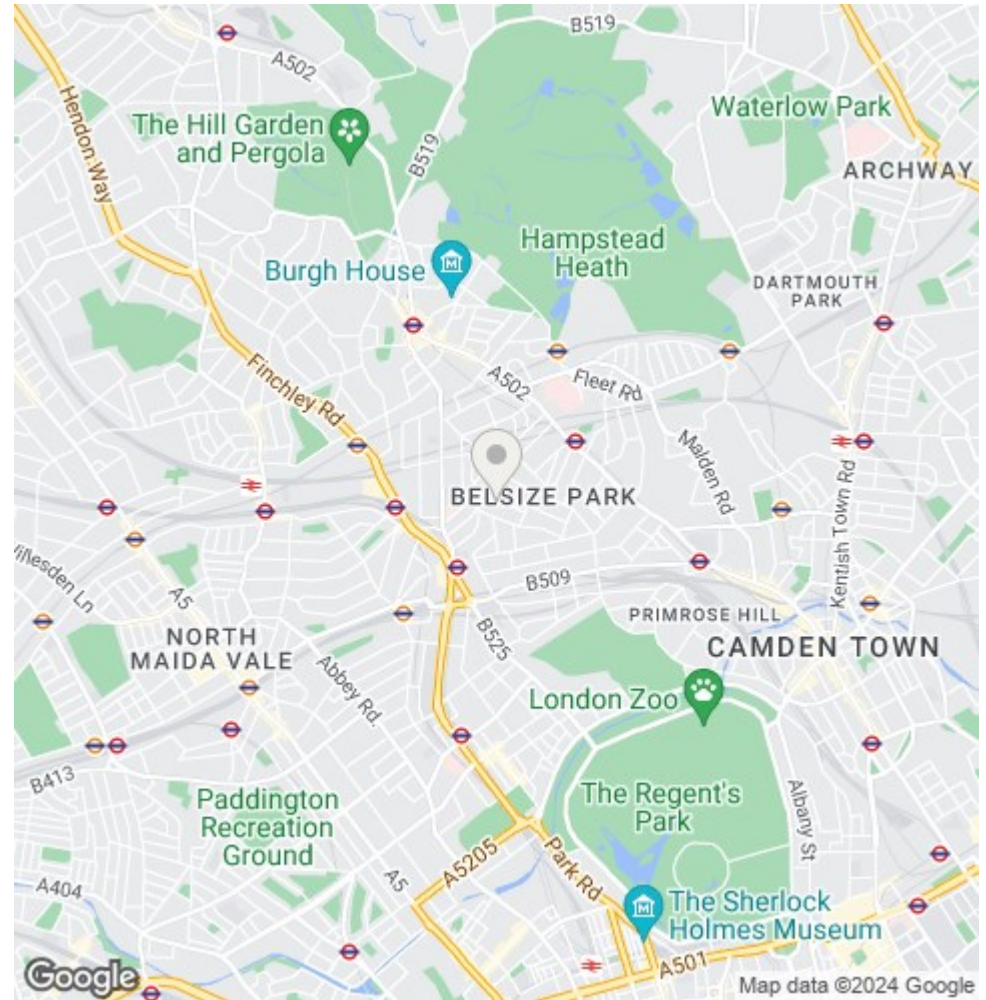 B519
A502
Hendon Way
The Hill Garden
and Pergola
B519
Waterlow Park
ARCHWAY
Hampstead
Heath
Burgh House
DARTMOUTH
PARK
A502
Fleet Rd
Finchley Rd
Malden Rd
BELSIZE PARK
Kentish Town Rd
Willesden Ln
A5
B509
PRIMROSE HILL
NORTH
MAIDA VALE
B525
CAMDEN TOWN
Abbey Rd.
London Zoo
B413
Paddington
Recreation
Ground
The Regent's
Park
Albany St
A5205
Park Rd
A404
A5
The Sherlock
Holmes Museum
A501
Google
Map data ©2024 Google